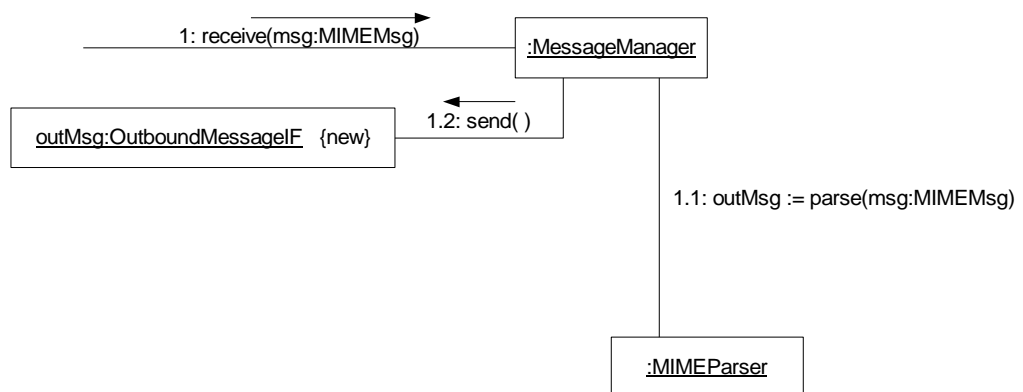 1: receive(msg:MIMEMsg)
:MessageManager
1.2: send( )
outMsg:OutboundMessageIF {new}
1.1: outMsg := parse(msg:MIMEMsg)
:MIMEParser